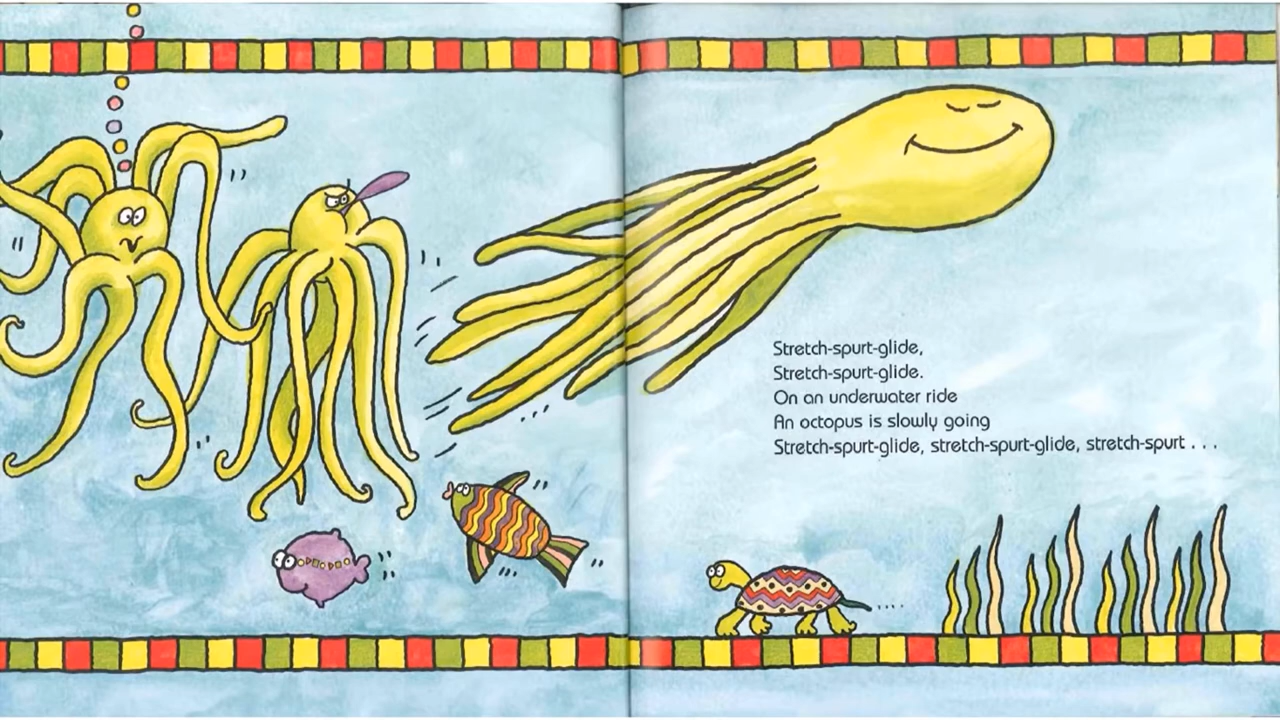 Stretch-spurt-glide,
Stretch-spurt-glide.
On an underwater ride
An octopus is slowly going
Stretch-spurt-glide, stretch-spurt-glide, stretch-spurt . . .